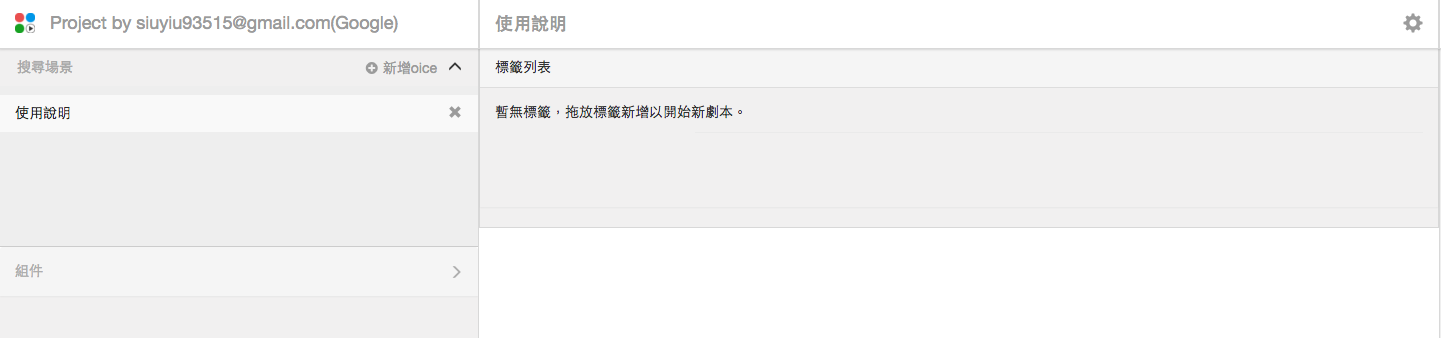 Project by siuyiu93515@gmail.com(Google)
使用說明
搜尋場景
新增oice
標籤列表
使用說明
暫無標籤，拖放標籤新增以開始新劇本。
組件